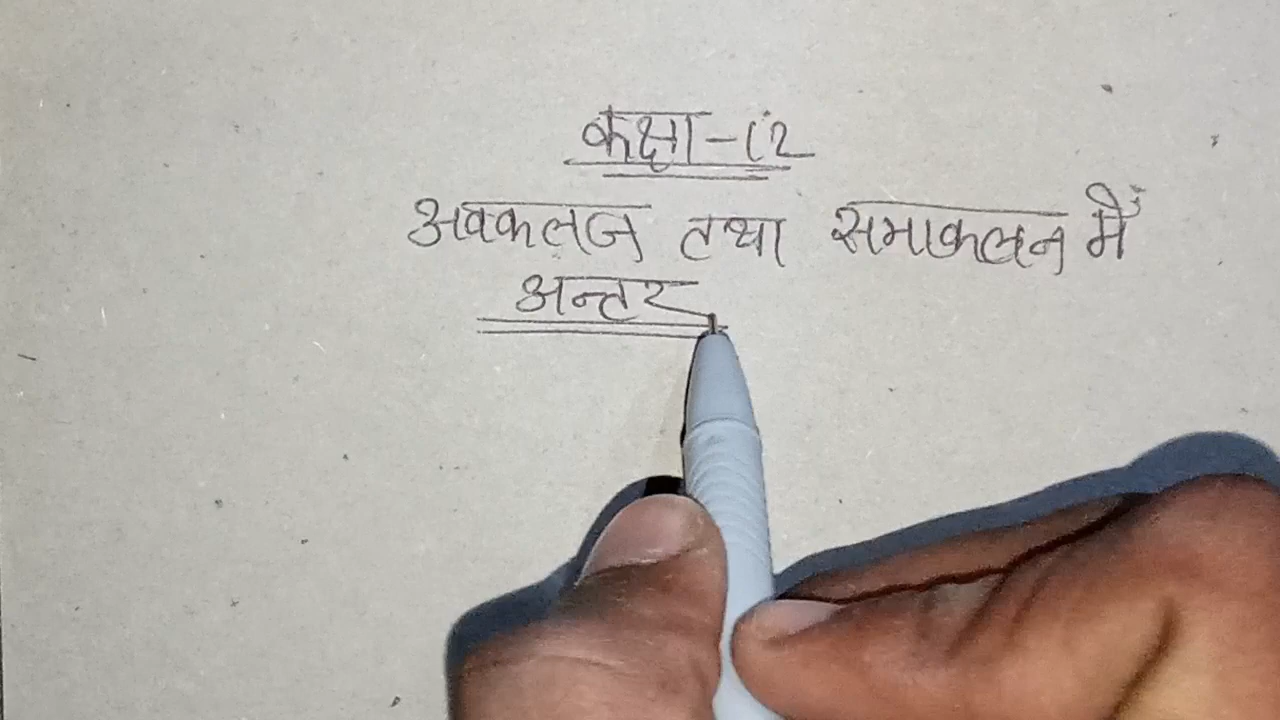 कक्षा-12
अवकलज तथा समाकलन में
अन्तर